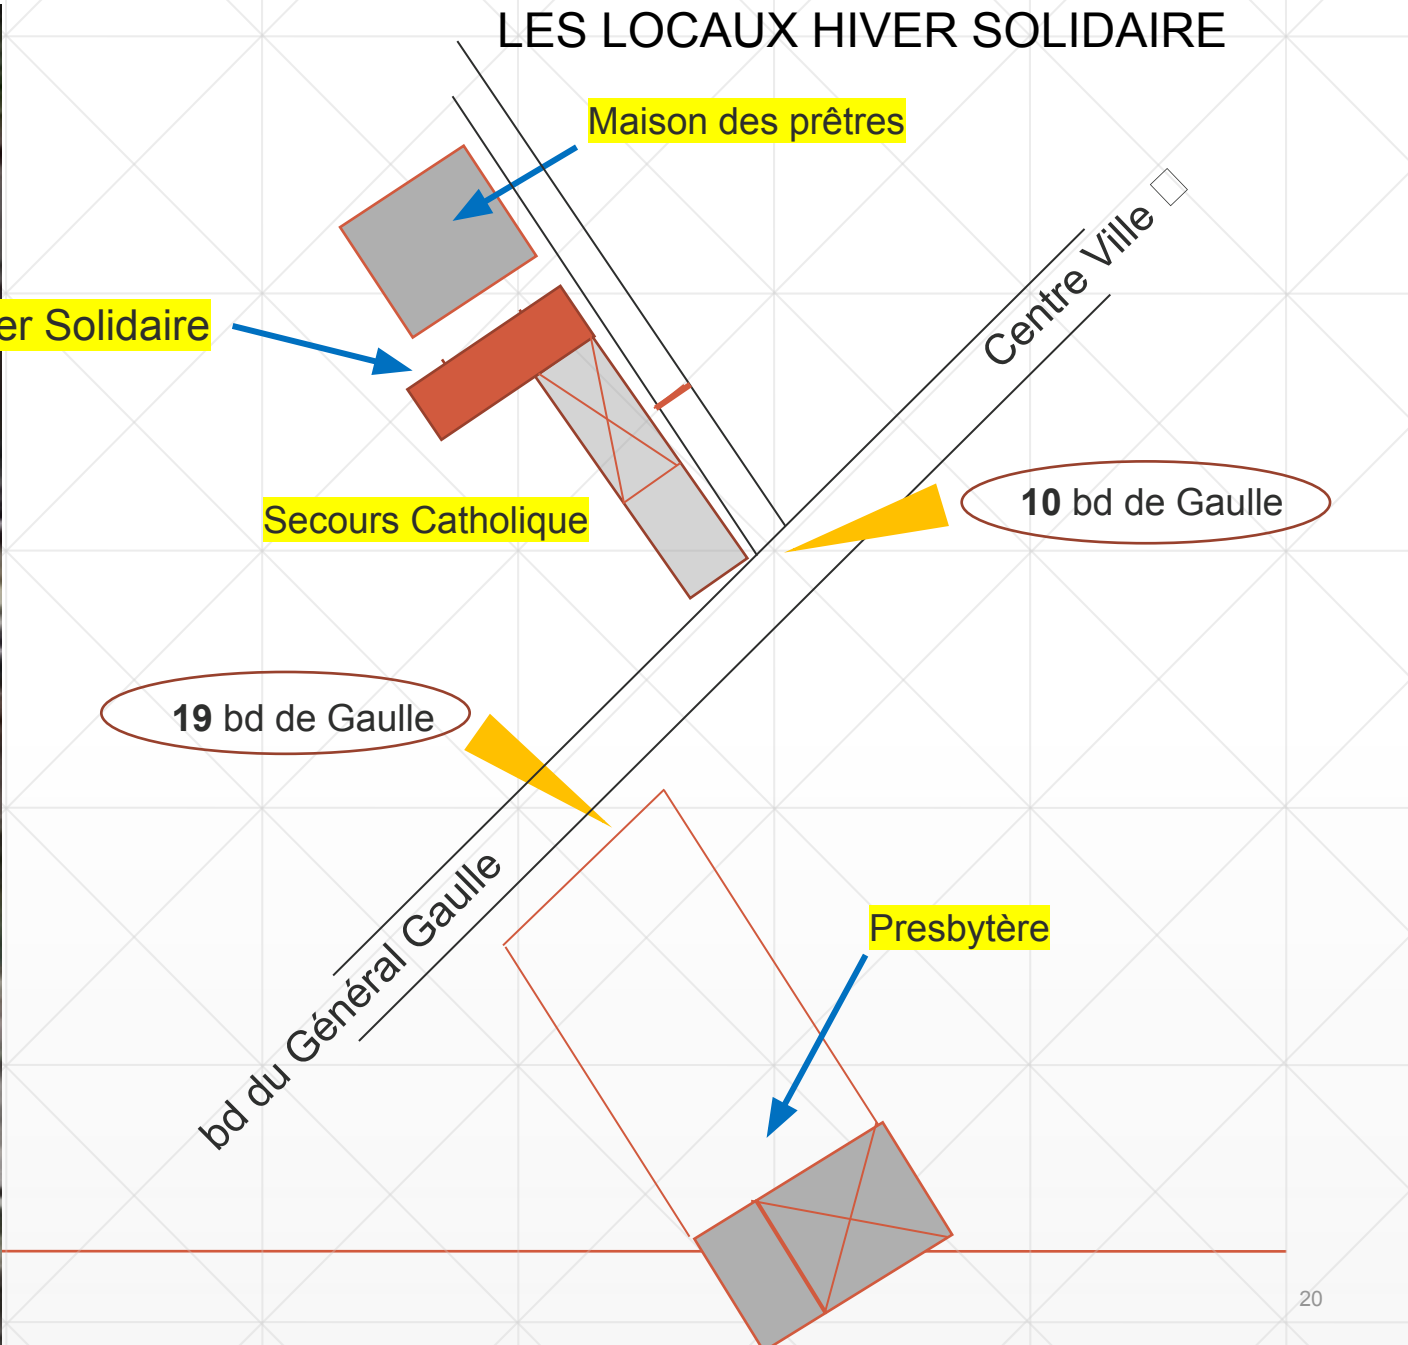 LES LOCAUX HIVER SOLIDAIRE
Maison des prêtres
Centre Ville
er Solidaire
10 bd de Gaulle
Secours Catholique
19 bd de Gaulle
bd du Général Gaulle
Presbytère
20